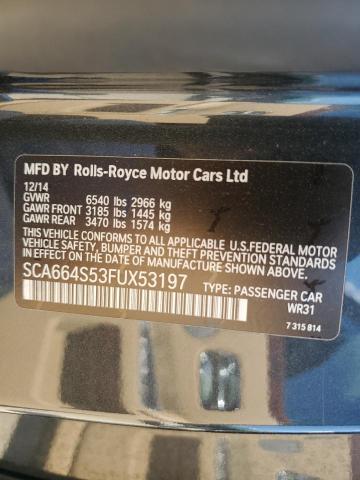 MFD BY Rolls-Royce Motor Cars Ltd
12/14
GVWR 6540 lbs 2966 kg
GAWR FRONT 3185 lbs 1445 kg
GAWR REAR 3470 lbs 1574 kg
THIS VEHICLE CONFORMS TO ALL APPLICABLE U.S.FEDERAL MOTOR
VEHICLE SAFETY, BUMPER, AND THEFT PREVENTION STANDARDS
IN EFFECT ON THE DATE OF MANUFACTURE SHOWN ABOVE.
SCA664S53FUX53197 TYPE: PASSENGER CAR
WR31
7 315 814